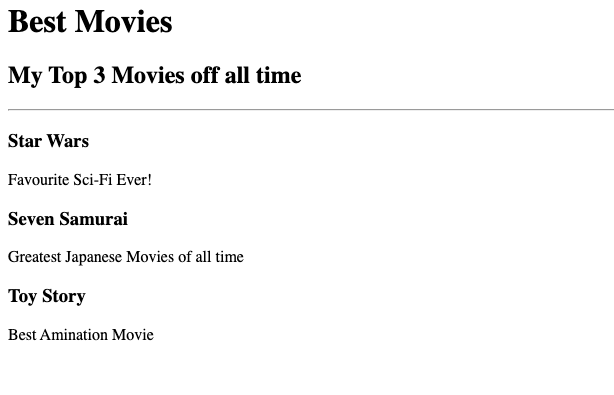 Best Movies
My Top 3 Movies off all time
Star Wars
Favourite Sci-Fi Ever!
Seven Samurai
Greatest Japanese Movies of all time
Toy Story
Best Amination Movie